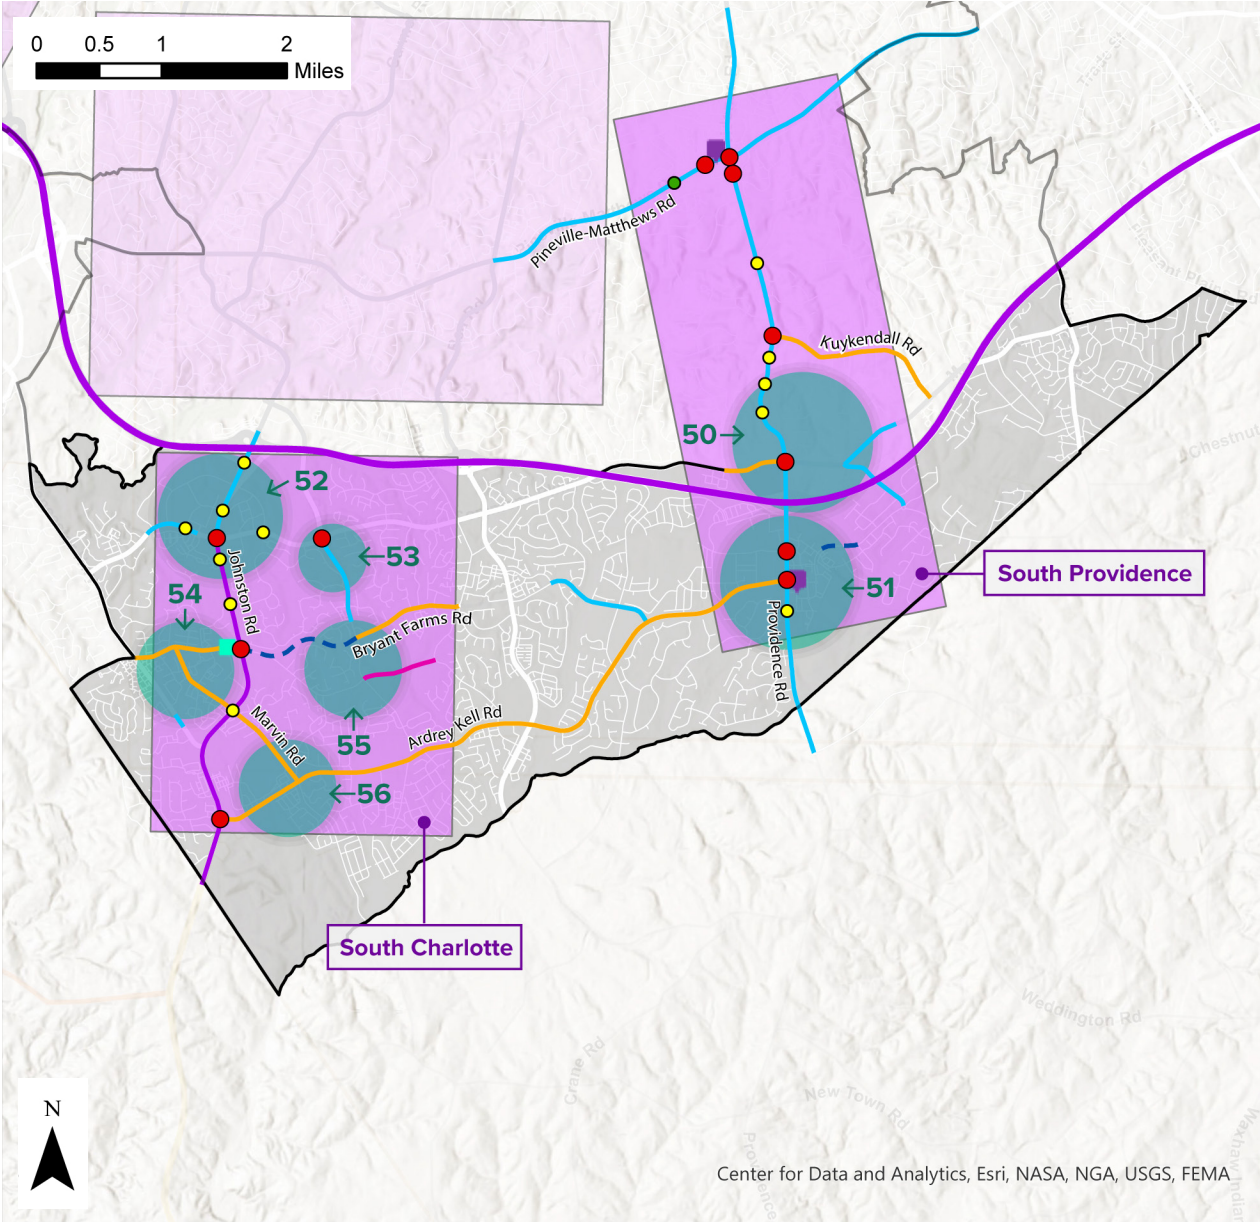 0 0.5 1 2
Miles
Pineville-Matthews Rd
Kuykendall Rd
50
Chestnut
52
53
Johnston Rd
54
South Providence
51
Bryant Farms Rd
Providence Rd
Marvin Rd
Ardrey Kell Rd
55
56
South Charlotte
Weddington Rd
Crane Rd
New Town Rd
N
Center for Data and Analytics, Esri, NASA, NGA, USGS, FEMA